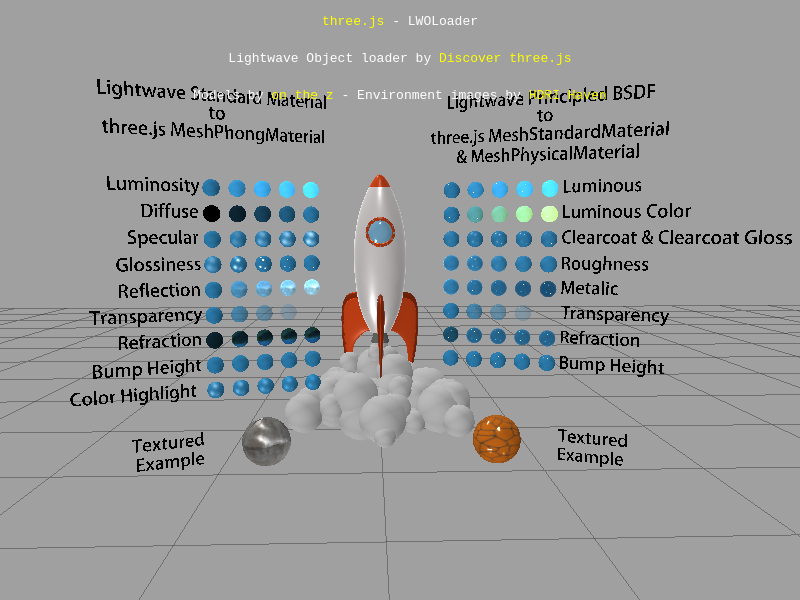 three.js - LWOLoader
Lightwave Object loader by Discover three.js
Models by on the z - Environment images by HDRI Haven
Lightwave Standard Material
to
three.js MeshPhongMaterial
Luminosity
Diffuse
Specular
Glossiness
Reflection
Transparency
Refraction
Bump Height
Color Highlight
Textured
Example
Lightwave Principled BSDF
to
three.js MeshStandardMaterial
& MeshPhysicalMaterial
Luminous
Luminous Color
Clearcoat & Clearcoat Gloss
Roughness
Metalic
Transparency
Refraction
Bump Height
Textured
Example